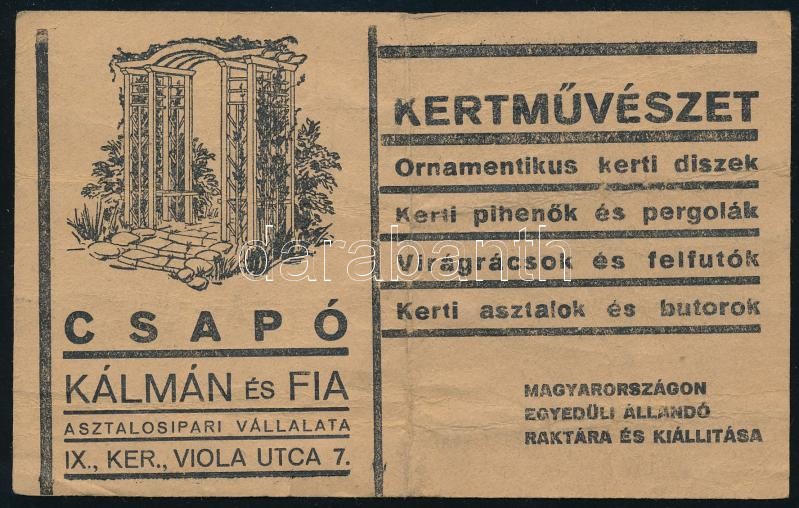 CSAPÓ
KÁLMÁN ÉS FIA
ASZTALOSIPARI VÁLLALATA
IX., KER., VIOLA UTCA 7.
KERTMŰVÉSZET
Ornamentikus kerti diszek
Kerti pihenők és pergolák
Virágrácsok és felfutók
Kerti asztalok és butorok
MAGYARORSZÁGON
EGYEDÜLI ÁLLANDÓ
RAKTÁRA ÉS KIÁLLITÁSA
darabanth